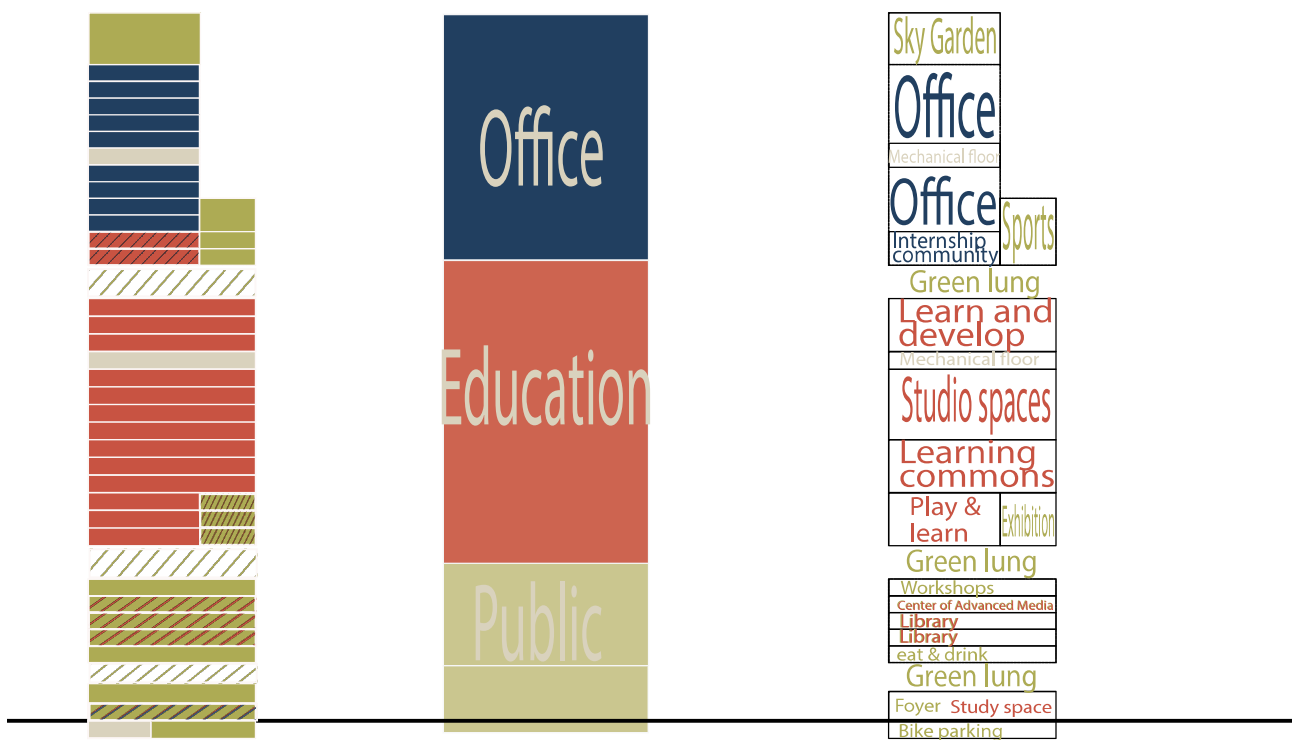 Office
Education
Public
Sky Garden
Office
Mechanical floor
Office
Sports
Internship
community
Green lung
Learn and
develop
Mechanical floor
Studio spaces
Learning
commons
Play &
learn
Exhibition
Green lung
Workshops
Center of Advanced Media
Library
Library
eat & drink
Green lung
Foyer Study space
Bike parking